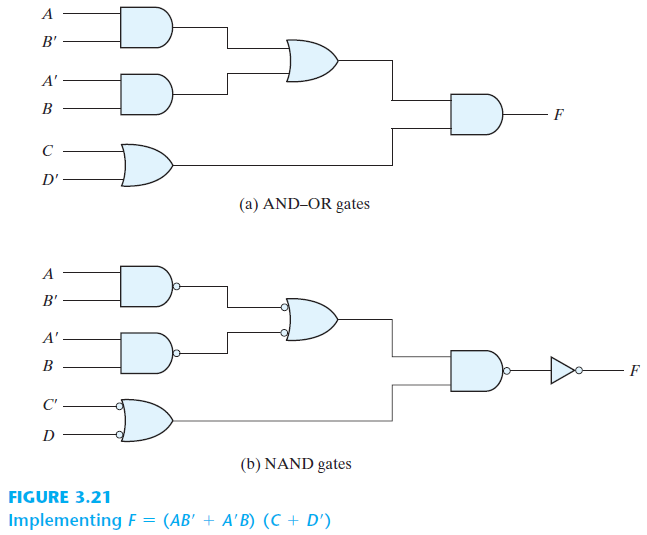 A
B'
A'
B
C
D'
F
(a) AND–OR gates
A
B'
A'
B
C'
D
F
(b) NAND gates
FIGURE 3.21
Implementing F = (AB' + A'B) (C + D')